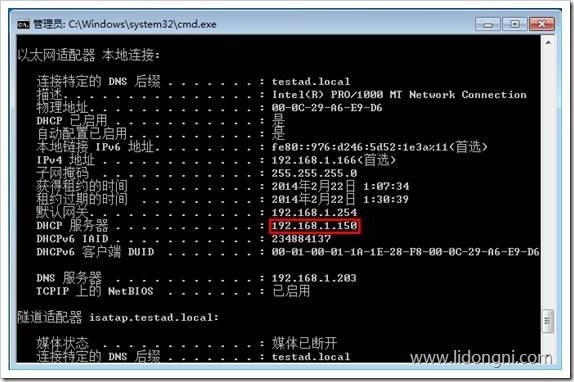 管理员: C:\Windows\system32\cmd.exe
以太网适配器 本地连接:
连接特定的 DNS 后缀 . . . . . . . : testad.local
描述. . . . . . . . . . . . . . . : Intel(R) PRO/1000 MT Network Connection
物理地址. . . . . . . . . . . . . : 00-0C-29-A6-E9-D6
DHCP 已启用 . . . . . . . . . . . : 是
自动配置已启用. . . . . . . . . . : 是
本地链接 IPv6 地址. . . . . . . . : fe80::976:d246:5d52:1e3a%11(首选)
IPv4 地址 . . . . . . . . . . . . : 192.168.1.166(首选)
子网掩码 . . . . . . . . . . . . : 255.255.255.0
获得租约的时间 . . . . . . . . . : 2014年2月22日 1:07:34
租约过期的时间 . . . . . . . . . : 2014年2月22日 1:30:39
默认网关. . . . . . . . . . . . . : 192.168.1.254
DHCP 服务器 . . . . . . . . . . . : 192.168.1.150
DHCPv6 IAID . . . . . . . . . . . : 234884137
DHCPv6 客户端 DUID . . . . . . . : 00-01-00-01-1A-1E-28-F8-00-0C-29-A6-E9-D6
DNS 服务器 . . . . . . . . . . . : 192.168.1.203
TCPIP 上的 NetBIOS . . . . . . . : 已启用
隧道适配器 isatap.testad.local:
媒体状态 . . . . . . . . . . . . : 媒体已断开
连接特定的 DNS 后缀 . . . . . . . : testad.local
www.lidongni.com